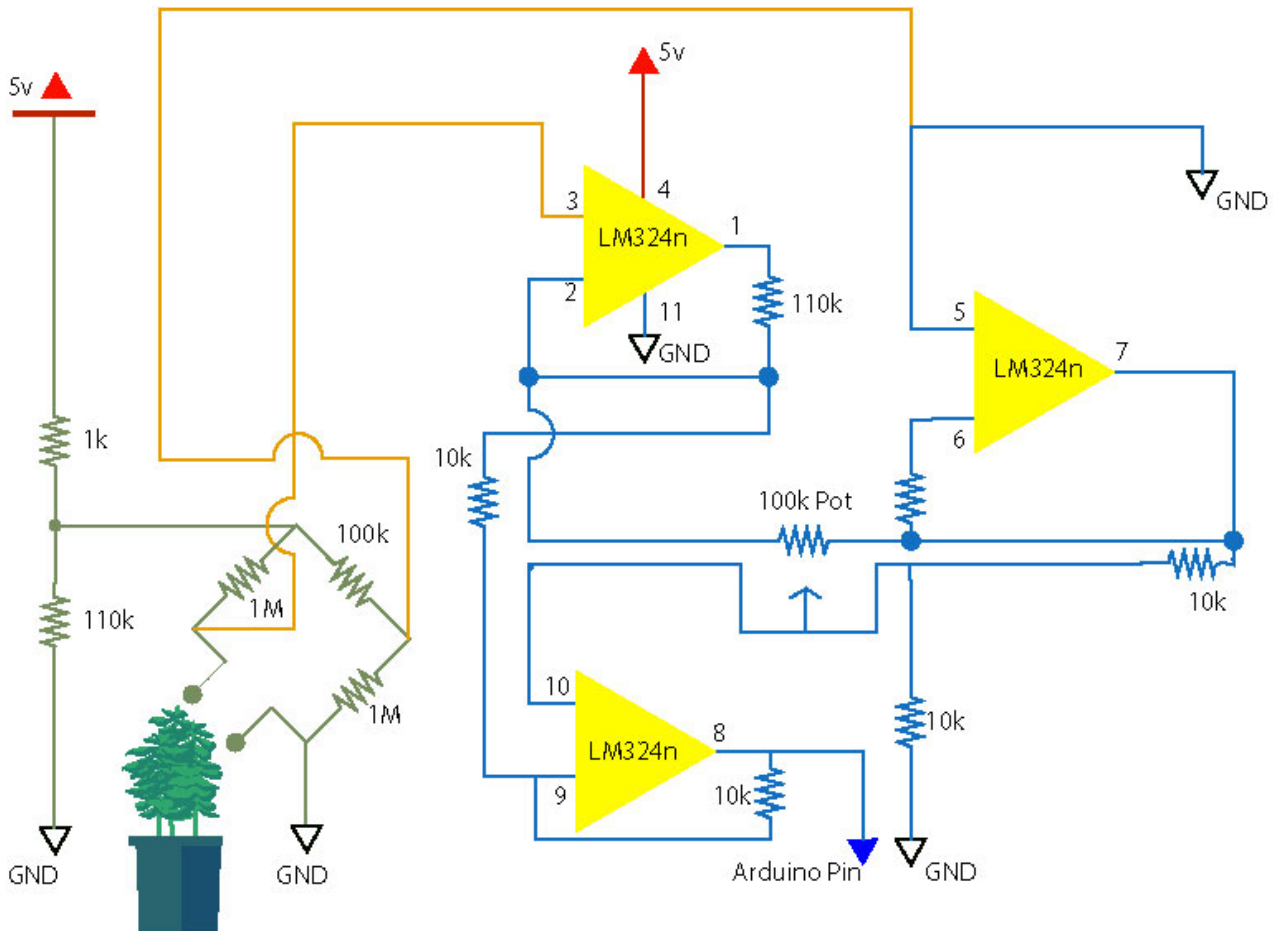 5v
5v
3
4
LM324n
1
2
11
GND
110k
GND
5
LM324n
7
6
1k
10k
100k Pot
100k
1M
110k
10k
1M
10
LM324n
8
9
10k
10k
GND
GND
Arduino Pin
GND